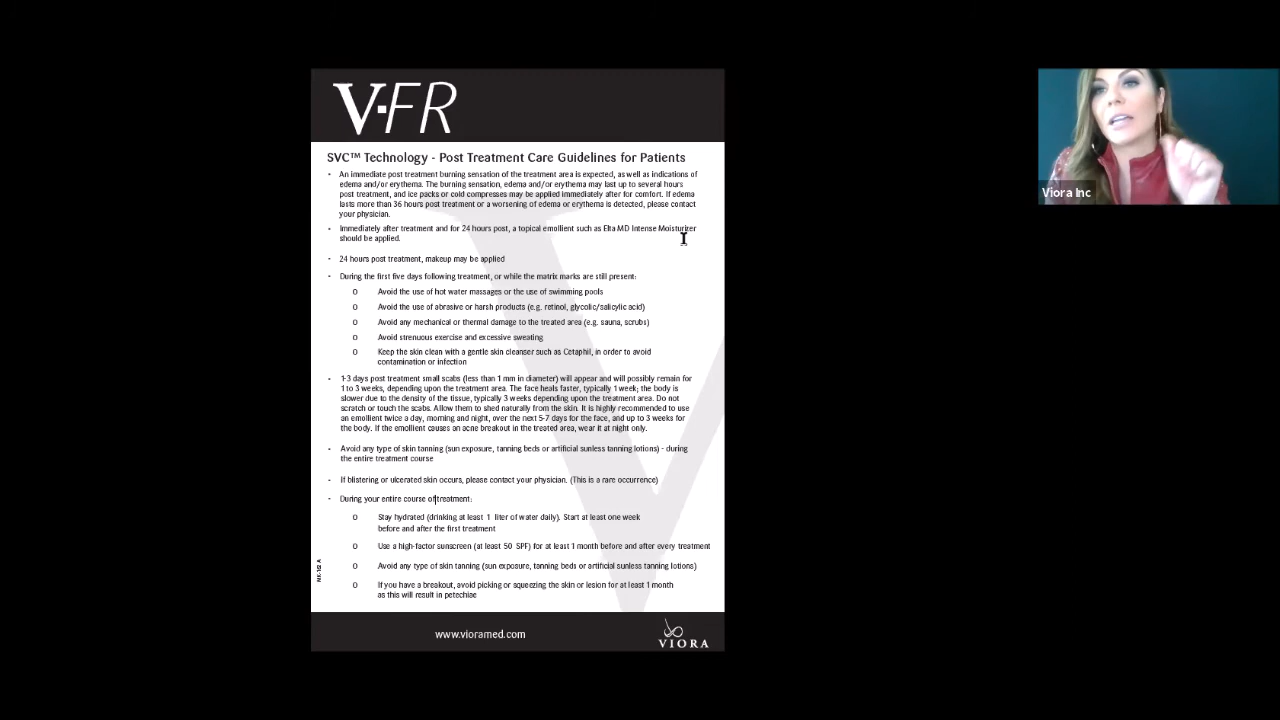 V·FR
SVC™ Technology - Post Treatment Care Guidelines for Patients
- An immediate post treatment burning sensation of the treatment area is expected, as well as indications of
edema and/or erythema. The burning sensation, edema and/or erythema may last up to several hours
post treatment, and ice packs or cold compresses may be applied immediately after for comfort. If edema
lasts more than 36 hours post treatment or a worsening of edema or erythema is detected, please contact
your physician.
- Immediately after treatment and for 24 hours post, a topical emollient such as Elta MD Intense Moisturizer
should be applied.
- 24 hours post treatment, makeup may be applied
- During the first five days following treatment, or while the matrix marks are still present:
o Avoid the use of hot water massages or the use of swimming pools
o Avoid the use of abrasive or harsh products (e.g. retinol, glycolic/salicylic acid)
o Avoid any mechanical or thermal damage to the treated area (e.g. sauna, scrubs)
o Avoid strenuous exercise and excessive sweating
o Keep the skin clean with a gentle skin cleanser such as Cetaphil, in order to avoid
contamination or infection
- 1-3 days post treatment small scabs (less than 1 mm in diameter) will appear and will possibly remain for
1 to 3 weeks, depending upon the treatment area. The face heals faster, typically 1 week; the body is
slower due to the density of the tissue, typically 3 weeks depending upon the treatment area. Do not
scratch or touch the scabs. Allow them to shed naturally from the skin. It is highly recommended to use
an emollient twice a day, morning and night, over the next 5-7 days for the face, and up to 3 weeks for
the body. If the emollient causes an acne breakout in the treated area, wear it at night only.
- Avoid any type of skin tanning (sun exposure, tanning beds or artificial sunless tanning lotions) - during
the entire treatment course
- If blistering or ulcerated skin occurs, please contact your physician. (This is a rare occurrence)
- During your entire course of treatment:
o Stay hydrated (drinking at least 1 liter of water daily). Start at least one week
before and after the first treatment
o Use a high-factor sunscreen (at least 50 SPF) for at least 1 month before and after every treatment
o Avoid any type of skin tanning (sun exposure, tanning beds or artificial sunless tanning lotions)
o If you have a breakout, avoid picking or squeezing the skin or lesion for at least 1 month
as this will result in petechiae
www.vioramed.com
VIORA
Viora Inc